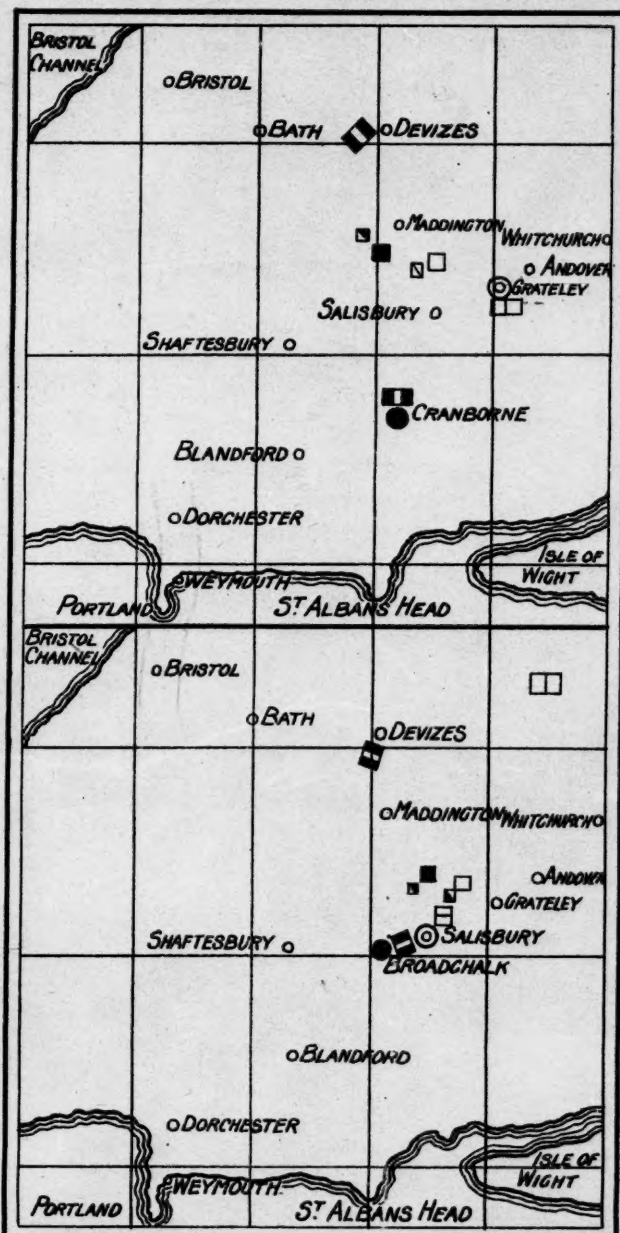 BRISTOL
CHANNEL
BRISTOL
BATH
DEVIZES
MADDINGTON
WHITCHURCH
ANDOVER
GRATELEY
SALISBURY
SHAFTESBURY
CRANBORNE
BLANDFORD
DORCHESTER
ISLE OF
WIGHT
WEYMOUTH
PORTLAND
ST ALBANS HEAD
BRISTOL
CHANNEL
BRISTOL
BATH
DEVIZES
MADDINGTON
WHITCHURCH
ANDOVER
GRATELEY
SALISBURY
SHAFTESBURY
BROADCHALK
BLANDFORD
DORCHESTER
ISLE OF
WIGHT
WEYMOUTH
PORTLAND
ST ALBANS HEAD